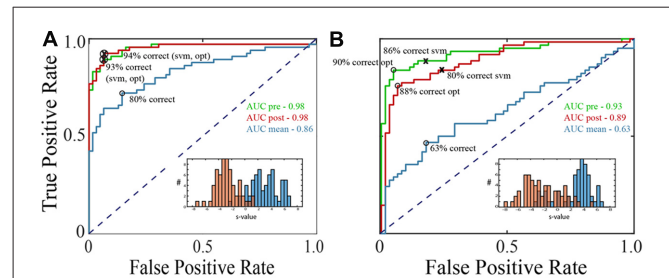 A
B
True Positive Rate
1.0
0.5
0
94% correct (svm, opt)
93% correct
(svm, opt)
80% correct
AUC pre - 0.98
AUC post - 0.98
AUC mean - 0.86
#
s-value
0
0.5
1.0
False Positive Rate
86% correct svm
90% correct opt
80% correct svm
88% correct opt
63% correct
AUC pre - 0.93
AUC post - 0.89
AUC mean - 0.63
#
s-value
0
0.5
1.0
False Positive Rate